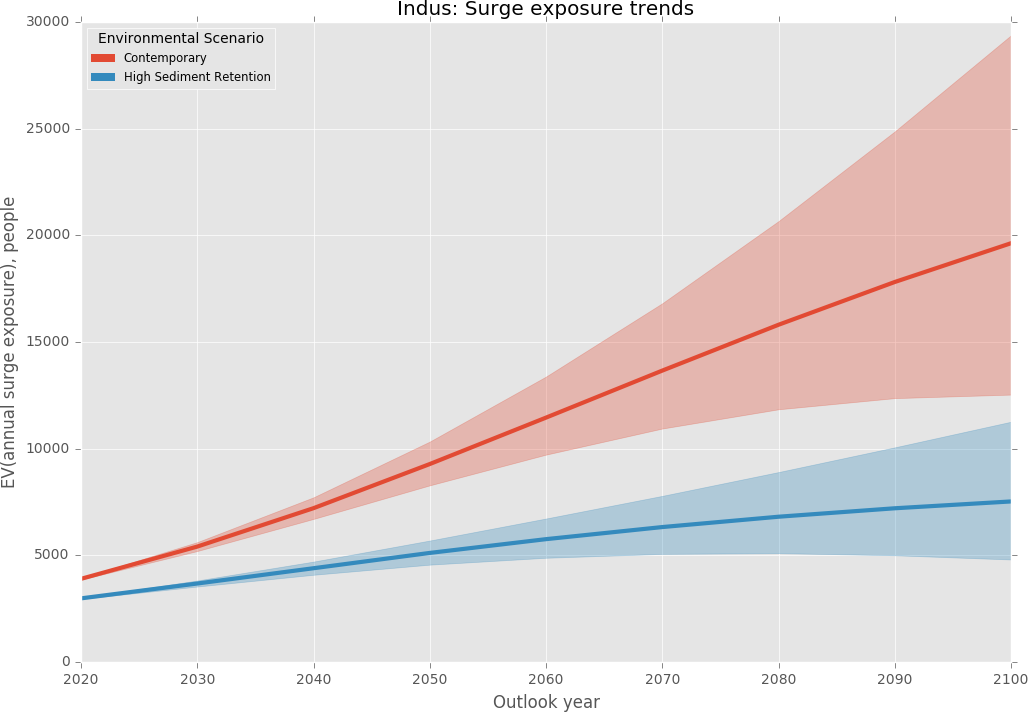 Indus: Surge exposure trends
30000
25000
20000
15000
10000
5000
0
EV(annual surge exposure), people
Environmental Scenario
Contemporary
High Sediment Retention
2020 2030 2040 2050 2060 2070 2080 2090 2100
Outlook year